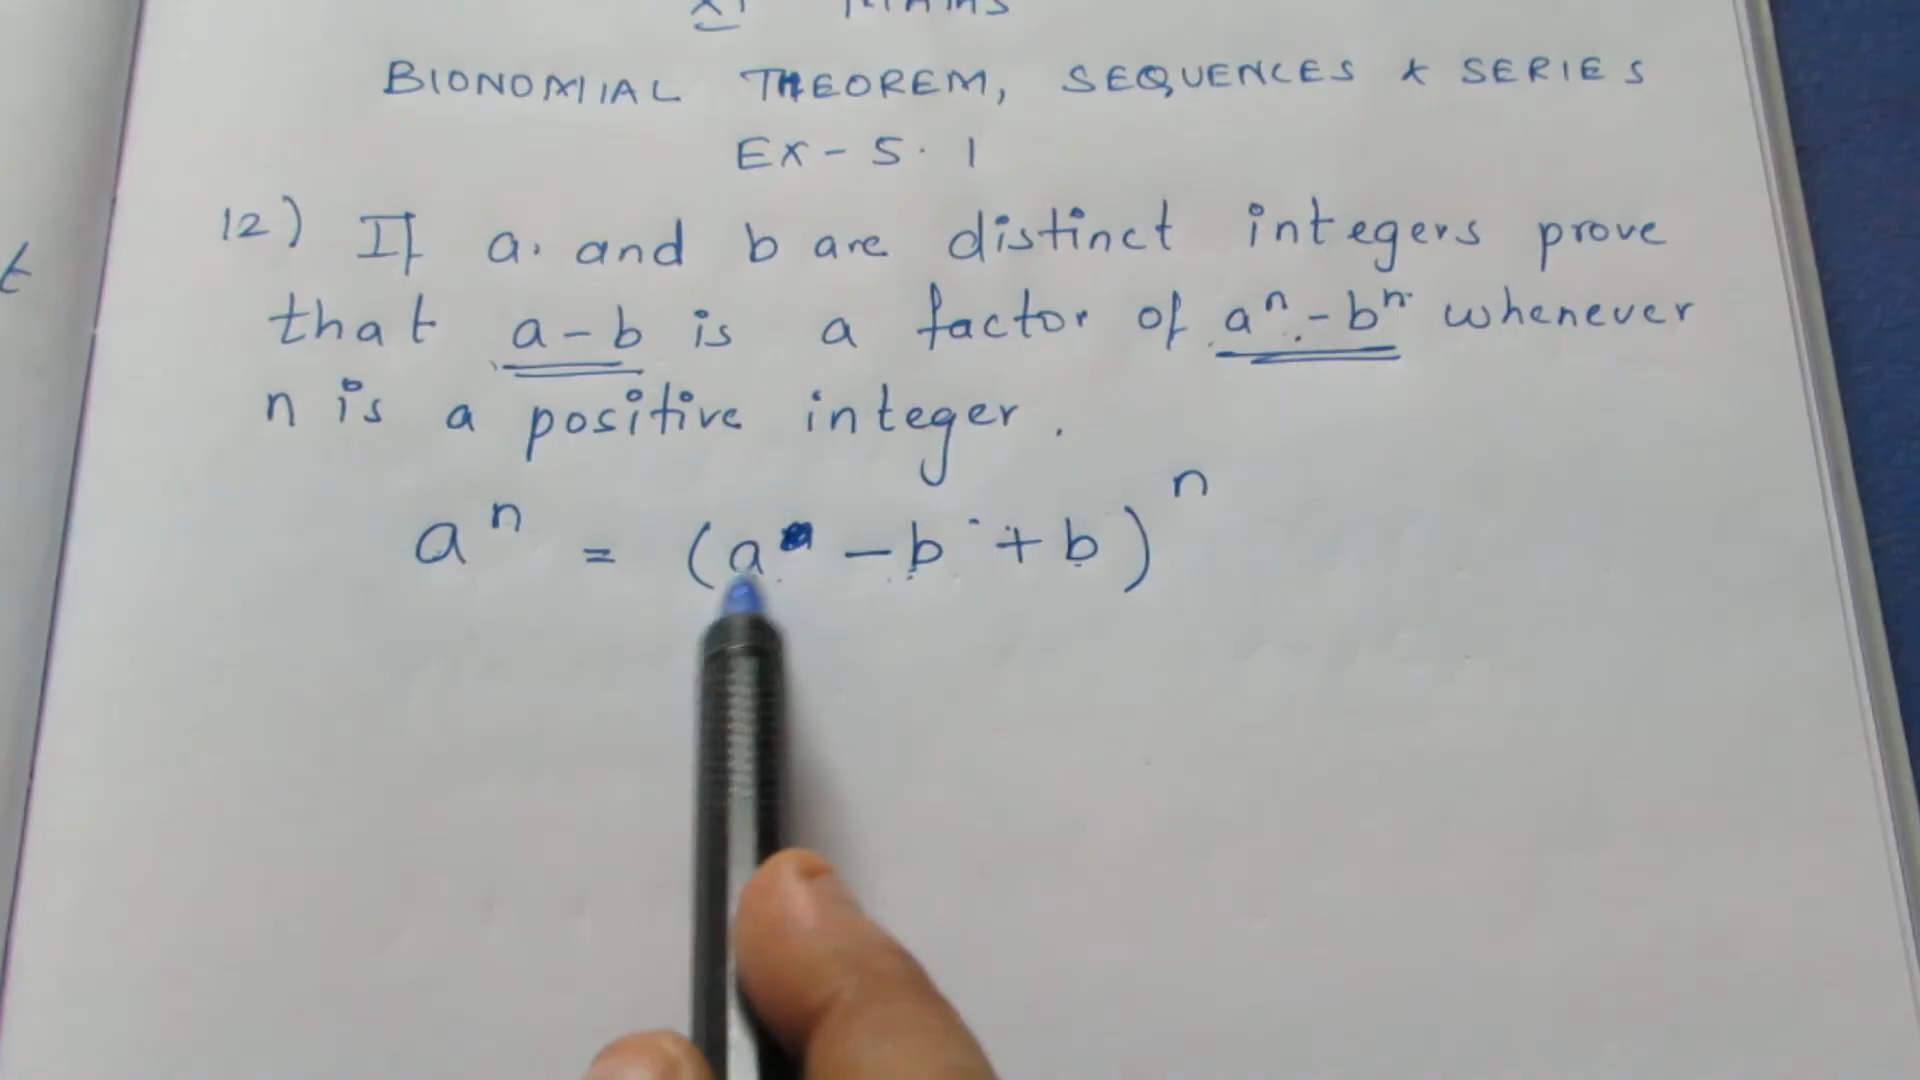 BIONOMIAL THEOREM, SEQUENCES & SERIES
EX-5.1
12) If a and b are distinct integers prove
that a-b is a factor of aⁿ-bⁿ whenever
n is a positive integer.
aⁿ = (a - b + b)ⁿ